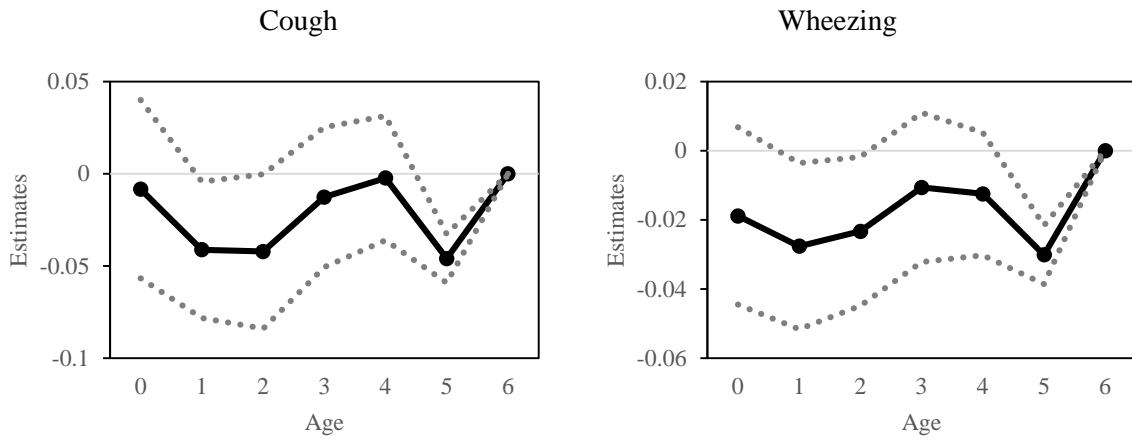 Cough
0.05
0
-0.05
-0.1
Estimates
0 1 2 3 4 5 6
Age
Wheezing
0.02
0
-0.02
-0.04
-0.06
Estimates
0 1 2 3 4 5 6
Age